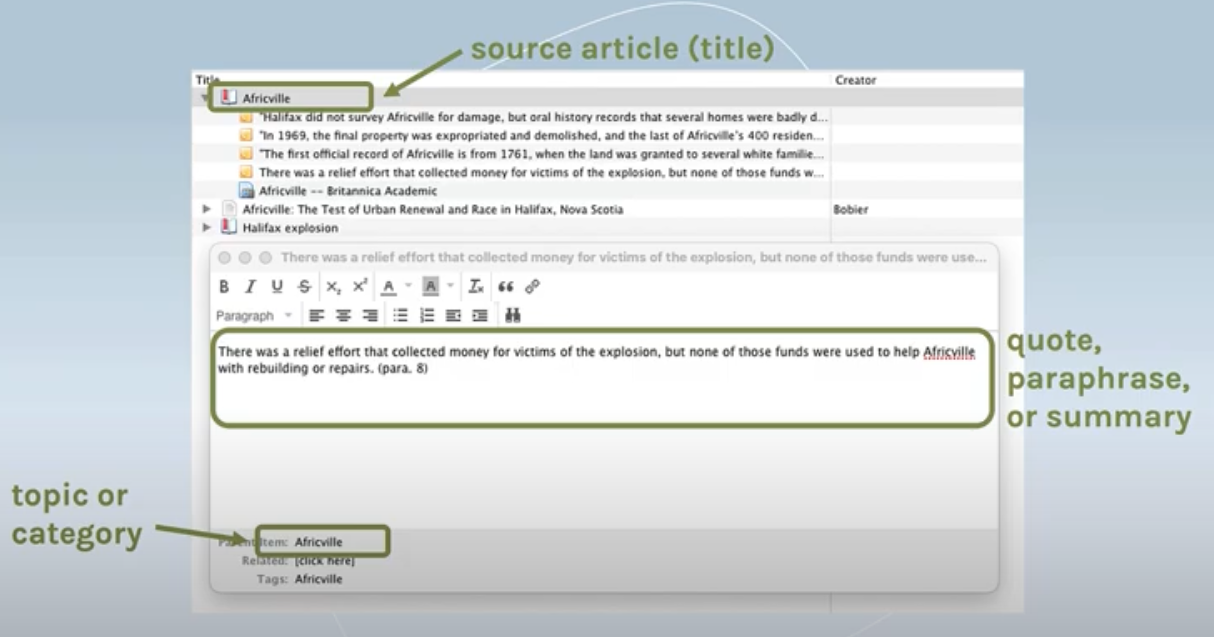 source article (title)
Title
Creator
Africville
"Halifax did not survey Africville for damage, but oral history records that several homes were badly d...
"In 1969, the final property was expropriated and demolished, and the last of Africville's 400 residen...
"The first official record of Africville is from 1761, when the land was granted to several white familie...
There was a relief effort that collected money for victims of the explosion, but none of those funds w...
Africville -- Britannica Academic
Africville: The Test of Urban Renewal and Race in Halifax, Nova Scotia
Bobier
Halifax explosion
There was a relief effort that collected money for victims of the explosion, but none of those funds were use...
Paragraph
There was a relief effort that collected money for victims of the explosion, but none of those funds were used to help Africville
with rebuilding or repairs. (para. 8)
quote,
paraphrase,
or summary
topic or
category
Parent Item: Africville
Related: [click here]
Tags: Africville